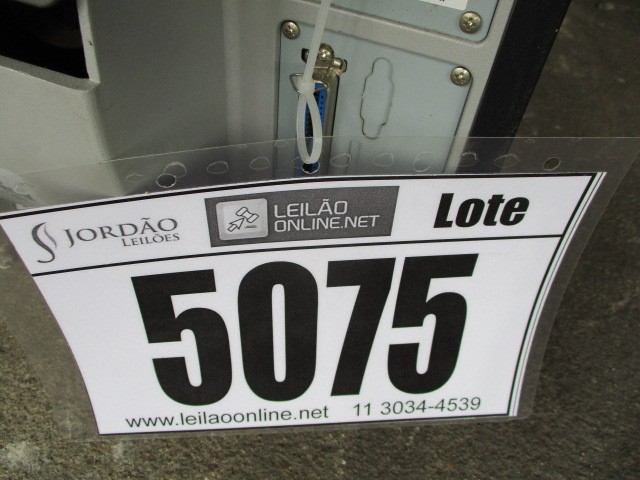 JORDÃO
LEILÕES
LEILÃO
ONLINE.NET
Lote
5075
www.leilaoonline.net 11 3034-4539